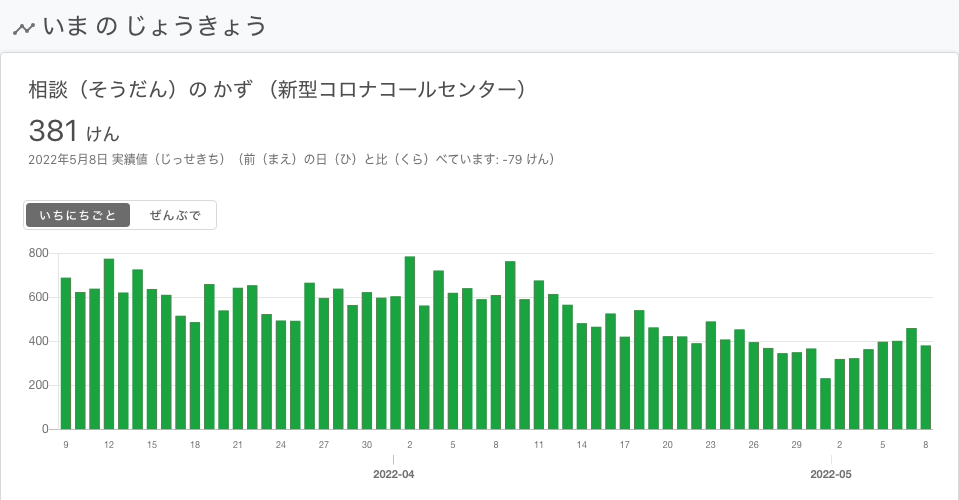 いま の じょうきょう
相談（そうだん）の かず （新型コロナコールセンター）
381 けん
2022年5月8日 実績値（じっせきち）（前（まえ）の日（ひ）と比（くら）べています: -79 けん）
いちにちごと ぜんぶで
800
600
400
200
0
9 12 15 18 21 24 27 30 2 5 8 11 14 17 20 23 26 29 2 5 8
2022-04 2022-05